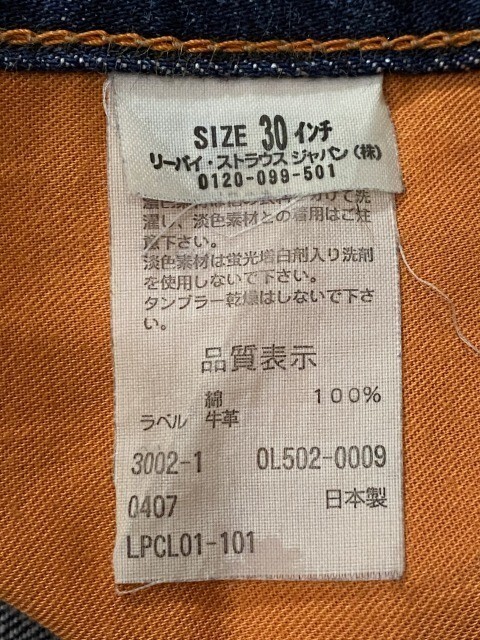 SIZE 30 インチ
リーバイ・ストラウス ジャパン(株)
0120-099-501
濯し、淡色素材との着用はご注
意下さい。
淡色素材は蛍光増白剤入り洗剤
を使用しないで下さい。
タンブラー乾燥はしないで下さ
い。
品質表示
綿 100%
ラベル 牛革
3002-1 0L502-0009
0407 日本製
LPCL01-101